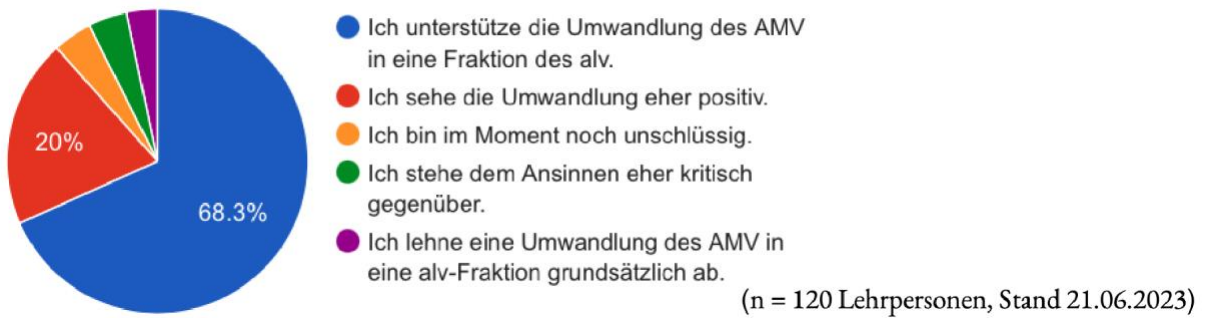 Ich unterstütze die Umwandlung des AMV
in eine Fraktion des alv.
Ich sehe die Umwandlung eher positiv.
Ich bin im Moment noch unschlüssig.
Ich stehe dem Ansinnen eher kritisch
gegenüber.
Ich lehne eine Umwandlung des AMV in
eine alv-Fraktion grundsätzlich ab.
20%
68.3%
(n = 120 Lehrpersonen, Stand 21.06.2023)